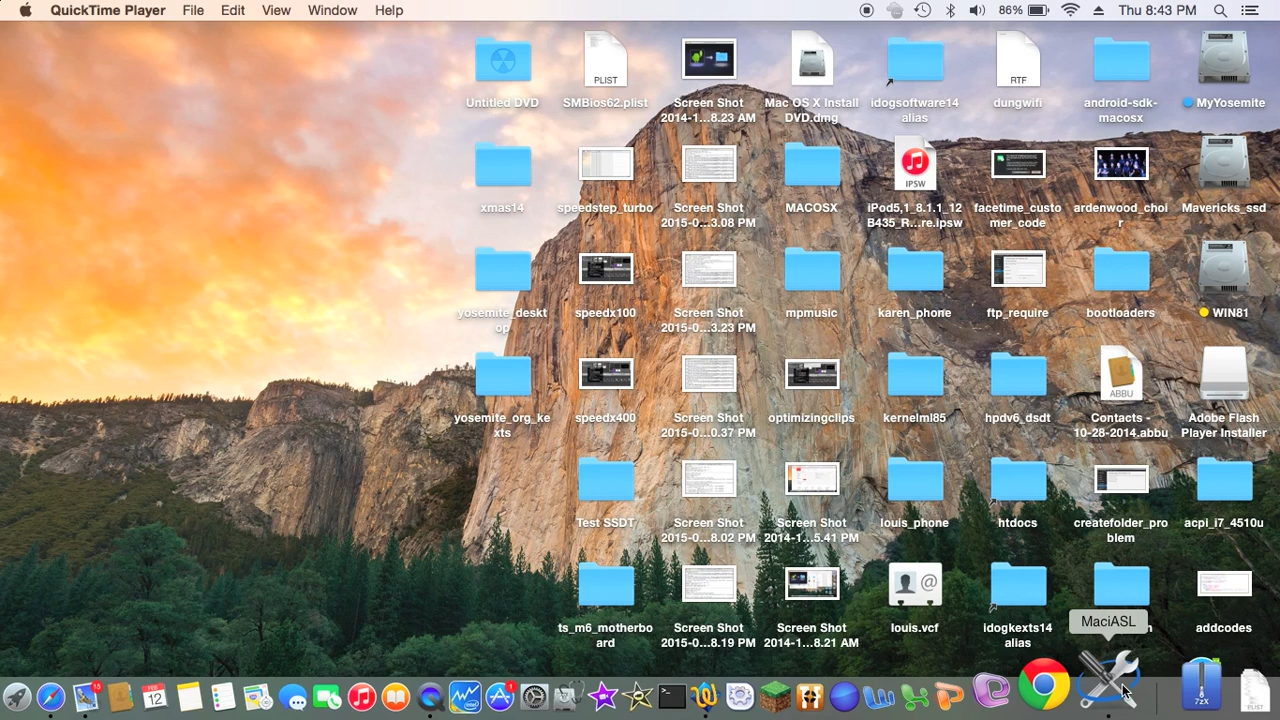 QuickTime Player File Edit View Window Help 86% Thu 8:43 PM
Untitled DVD
PLIST
SMBios62.plist
Screen Shot
2014-1...8.23 AM
Mac OS X Install
DVD.dmg
idogsoftware14
alias
RTF
dungwifi
android-sdk-
macosx
MyYosemite
xmas14
speedstep_turbo
Screen Shot
2015-0...3.08 PM
MACOSX
IPSW
iPod5,1_8.1.1_12
B435_R...re.ipsw
facetime_custo
mer_code
ardenwood_choi
r
Mavericks_ssd
yosemite_deskt
op
speedx100
Screen Shot
2015-0...3.23 PM
mpmusic
karen_phone
ftp_require
bootloaders
WIN81
yosemite_org_ke
xts
speedx400
Screen Shot
2015-0...0.37 PM
optimizingclips
kernelml85
hpdv6_dsdt
ABBU
Contacts -
10-28-2014.abbu
Adobe Flash
Player Installer
Test SSDT
Screen Shot
2015-0...8.02 PM
Screen Shot
2014-1...5.41 PM
louis_phone
htdocs
createfolder_pro
blem
acpi_i7_4510u
ts_m6_motherbo
ard
Screen Shot
2015-0...8.19 PM
Screen Shot
2014-1...8.21 AM
louis.vcf
idogkexts14
alias
addcodes
MaciASL
FEB
12
1
7ZX
PLIST